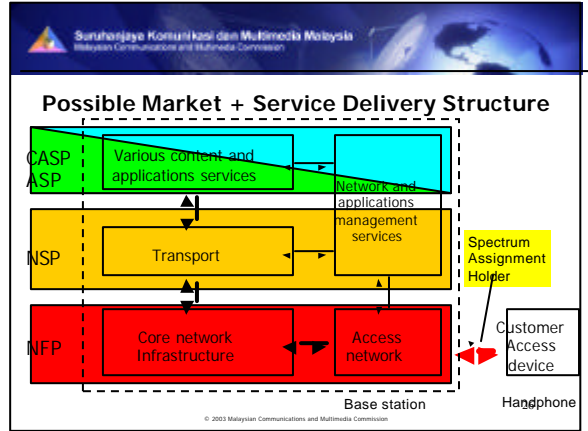 Suruhanjaya Komunikasi dan Multimedia Malaysia
Malaysian Communications and Multimedia Commission
Possible Market + Service Delivery Structure
CASP
ASP
Various content and
applications services
Network and
applications
management
services
NSP
Transport
Spectrum
Assignment
Holder
NFP
Core network
Infrastructure
Access
network
Customer
Access
device
Base station
Handphone
© 2003 Malaysian Communications and Multimedia Commission